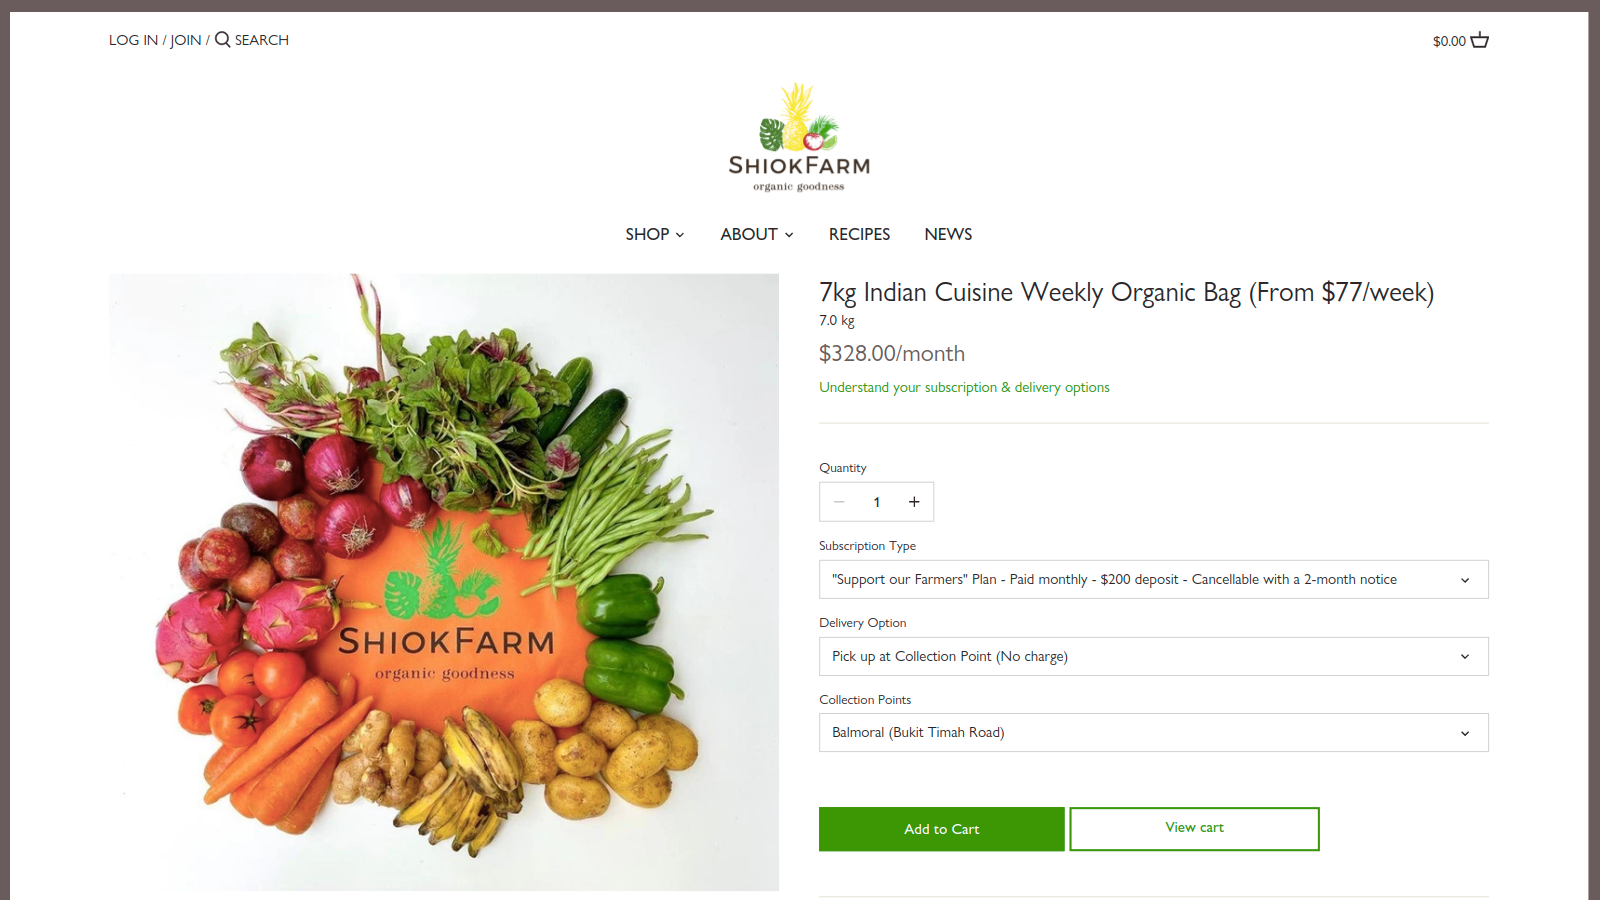 LOG IN / JOIN / SEARCH
$0.00
SHIOKFARM
organic goodness
SHOP
ABOUT
RECIPES
NEWS
SHIOKFARM
organic goodness
7kg Indian Cuisine Weekly Organic Bag (From $77/week)
7.0 kg
$328.00/month
Understand your subscription & delivery options
Quantity
1
Subscription Type
"Support our Farmers" Plan - Paid monthly - $200 deposit - Cancellable with a 2-month notice
Delivery Option
Pick up at Collection Point (No charge)
Collection Points
Balmoral (Bukit Timah Road)
Add to Cart
View cart